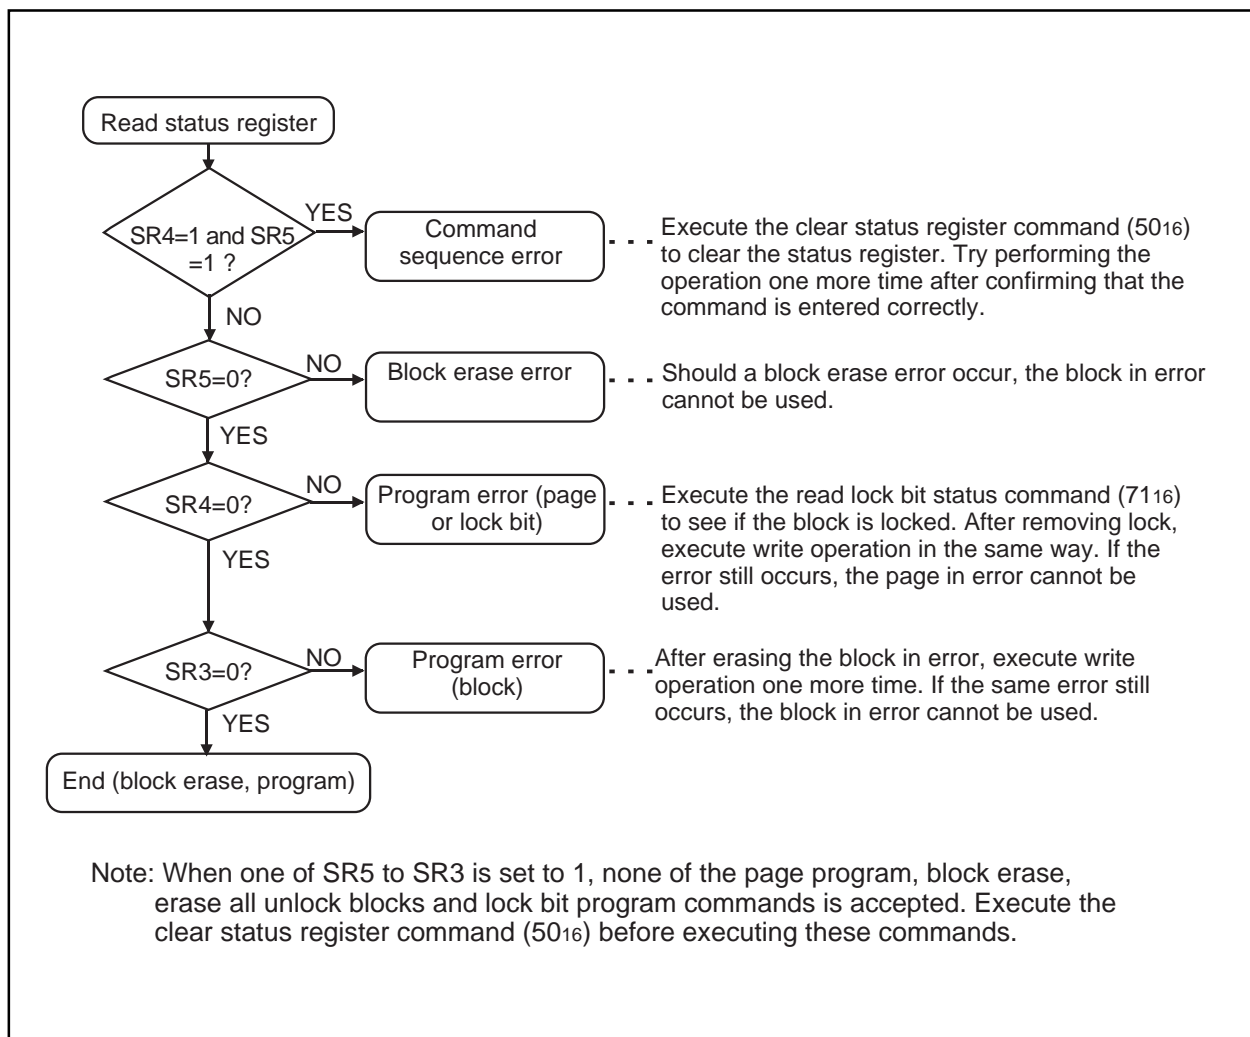 Read status register
SR4=1 and SR5
=1 ?
YES
Command
sequence error
Execute the clear status register command (5016)
to clear the status register. Try performing the
operation one more time after confirming that the
command is entered correctly.
NO
SR5=0?
NO
Block erase error
Should a block erase error occur, the block in error
cannot be used.
YES
SR4=0?
NO
Program error (page
or lock bit)
Execute the read lock bit status command (7116)
to see if the block is locked. After removing lock,
execute write operation in the same way. If the
error still occurs, the page in error cannot be
used.
YES
SR3=0?
NO
Program error
(block)
After erasing the block in error, execute write
operation one more time. If the same error still
occurs, the block in error cannot be used.
YES
End (block erase, program)
Note: When one of SR5 to SR3 is set to 1, none of the page program, block erase,
erase all unlock blocks and lock bit program commands is accepted. Execute the
clear status register command (5016) before executing these commands.